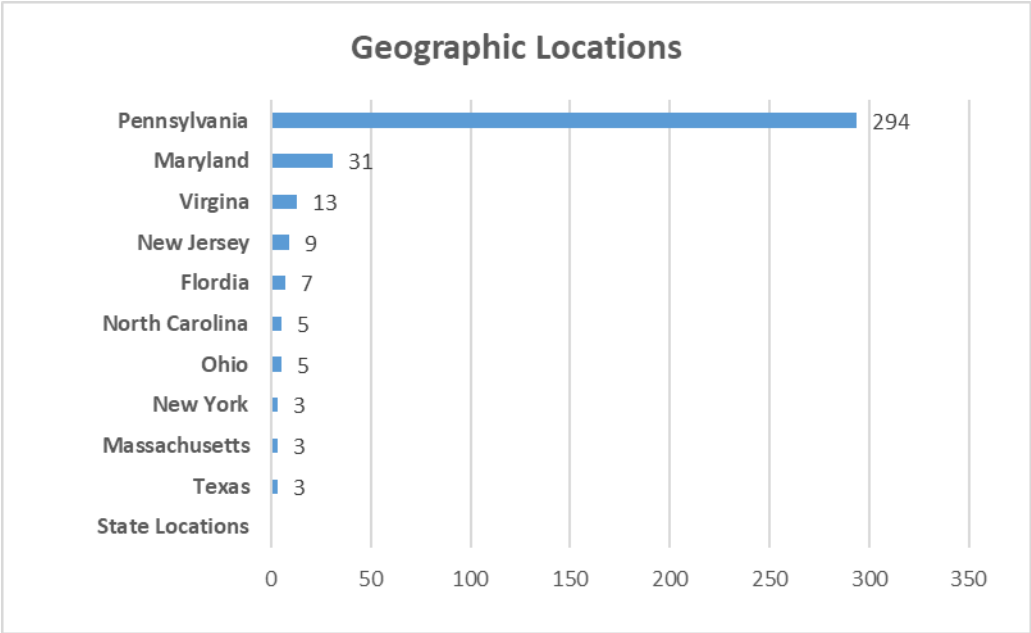 Geographic Locations
Pennsylvania 294
Maryland 31
Virgina 13
New Jersey 9
Flordia 7
North Carolina 5
Ohio 5
New York 3
Massachusetts 3
Texas 3
State Locations
0 50 100 150 200 250 300 350